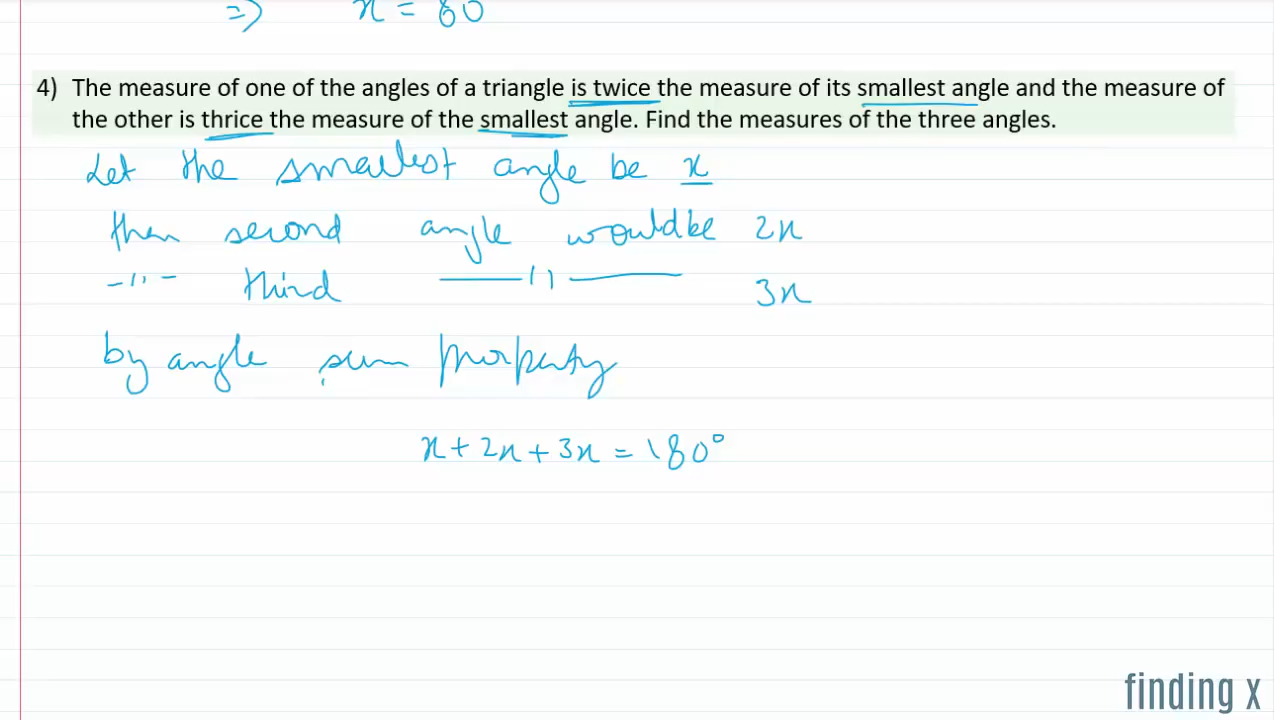 => x = 60
4) The measure of one of the angles of a triangle is twice the measure of its smallest angle and the measure of
the other is thrice the measure of the smallest angle. Find the measures of the three angles.
Let the smallest angle be x
then second angle would be 2x
-"- third —"— 3x
by angle sum property
x + 2x + 3x = 180°
finding x